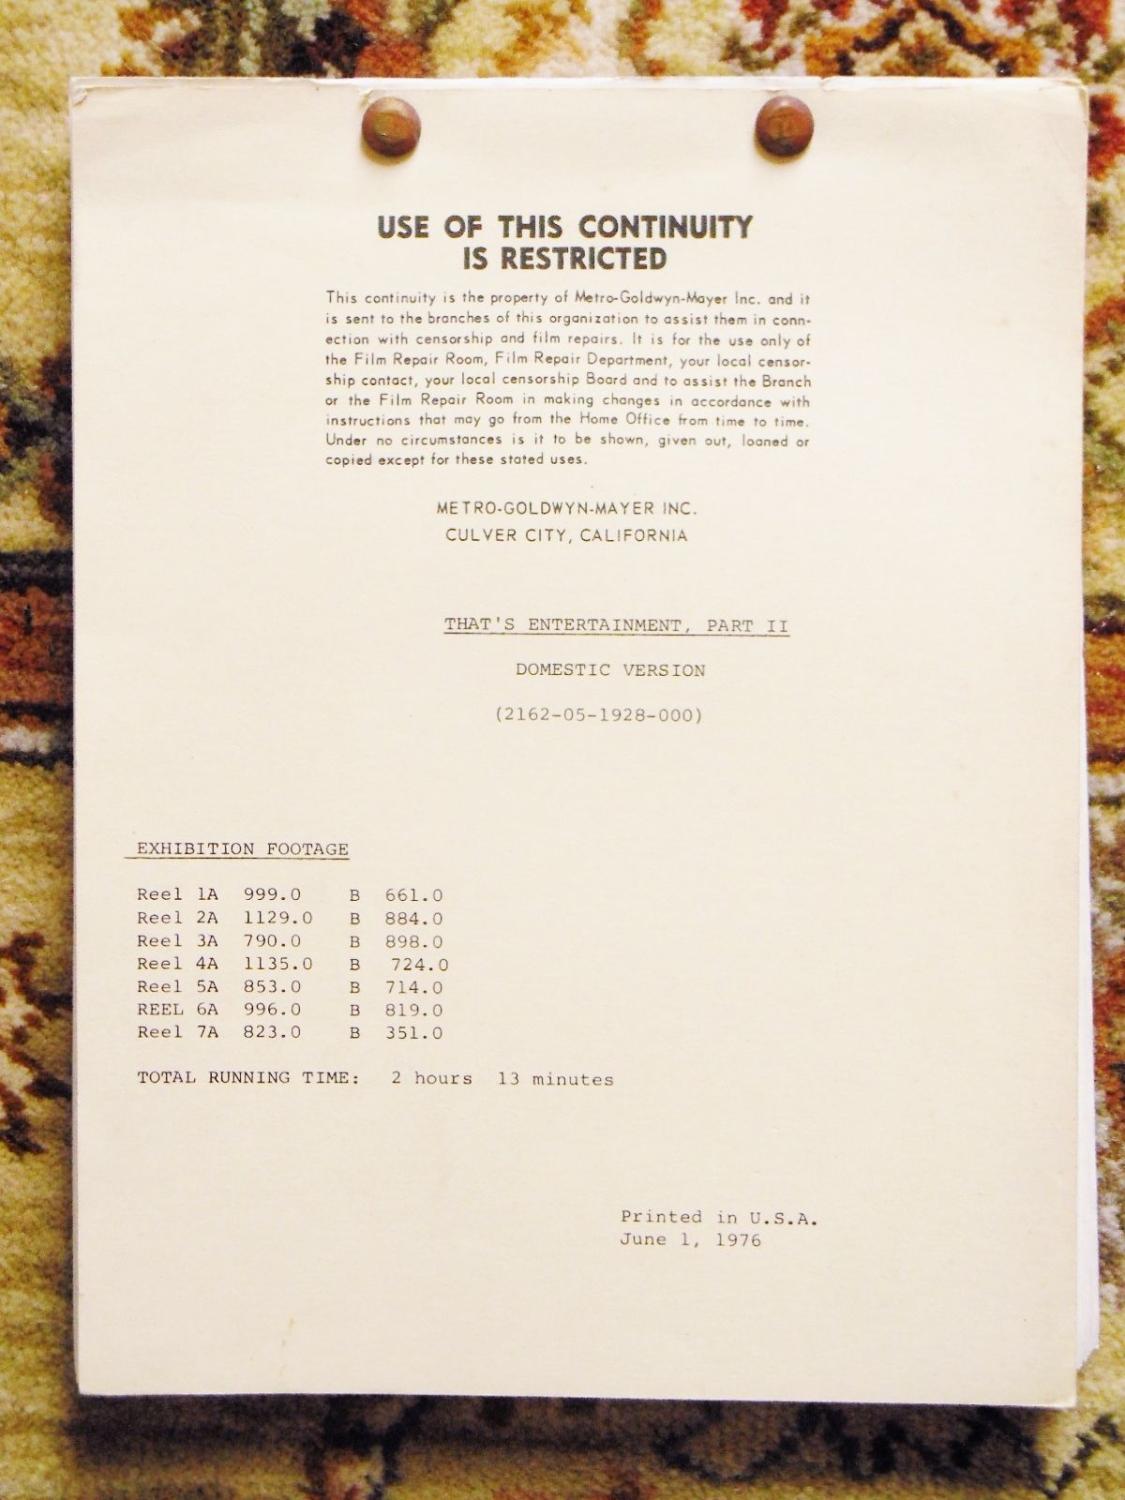 USE OF THIS CONTINUITY
IS RESTRICTED
This continuity is the property of Metro-Goldwyn-Mayer Inc. and it
is sent to the branches of this organization to assist them in conn-
ection with censorship and film repairs. It is for the use only of
the Film Repair Room, Film Repair Department, your local censor-
ship contact, your local censorship Board and to assist the Branch
or the Film Repair Room in making changes in accordance with
instructions that may go from the Home Office from time to time.
Under no circumstances is it to be shown, given out, loaned or
copied except for these stated uses.
METRO-GOLDWYN-MAYER INC.
CULVER CITY, CALIFORNIA
THAT'S ENTERTAINMENT, PART II
DOMESTIC VERSION
(2162-05-1928-000)
EXHIBITION FOOTAGE
Reel 1A 999.0 B 661.0
Reel 2A 1129.0 B 884.0
Reel 3A 790.0 B 898.0
Reel 4A 1135.0 B 724.0
Reel 5A 853.0 B 714.0
REEL 6A 996.0 B 819.0
Reel 7A 823.0 B 351.0
TOTAL RUNNING TIME: 2 hours 13 minutes
Printed in U.S.A.
June 1, 1976